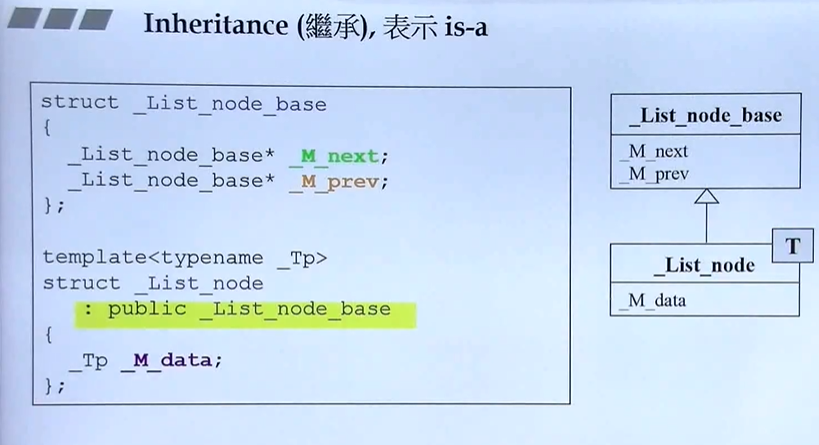 Inheritance (繼承), 表示 is-a
struct _List_node_base
{
_List_node_base* _M_next;
_List_node_base* _M_prev;
};
template<typename _Tp>
struct _List_node
: public _List_node_base
{
_Tp _M_data;
};
_List_node_base
_M_next
_M_prev
T
_List_node
_M_data